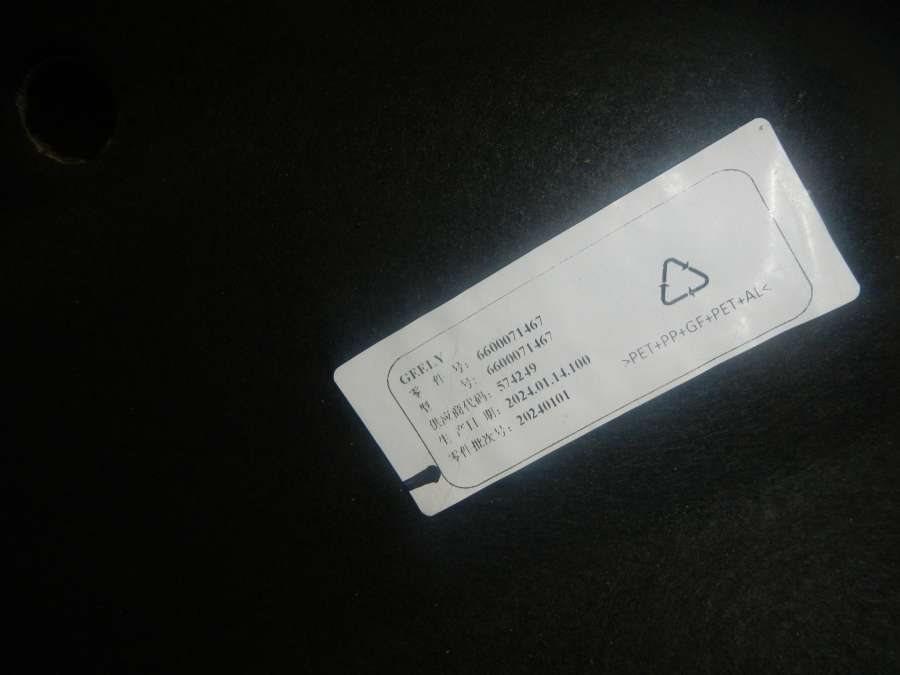 GEELY
零 件 号: 6600071467
型 号: 6600071467
供应商代码: 574249
生 产 日 期: 2024.01.14.100
零件批次号: 20240101
>PET+PP+GF+PET+AL<